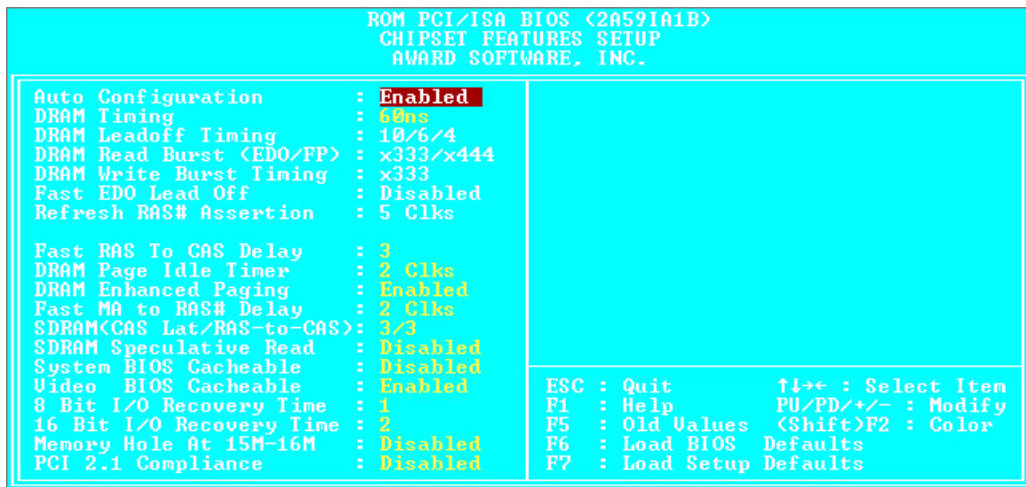 ROM PCI/ISA BIOS (2A59IA1B)
CHIPSET FEATURES SETUP
AWARD SOFTWARE, INC.
Auto Configuration : Enabled
DRAM Timing : 60ns
DRAM Leadoff Timing : 10/6/4
DRAM Read Burst (EDO/FP) : x333/x444
DRAM Write Burst Timing : x333
Fast EDO Lead Off : Disabled
Refresh RAS# Assertion : 5 Clks
Fast RAS To CAS Delay : 3
DRAM Page Idle Timer : 2 Clks
DRAM Enhanced Paging : Enabled
Fast MA to RAS# Delay : 2 Clks
SDRAM(CAS Lat/RAS-to-CAS): 3/3
SDRAM Speculative Read : Disabled
System BIOS Cacheable : Disabled
Video BIOS Cacheable : Enabled
8 Bit I/O Recovery Time : 1
16 Bit I/O Recovery Time : 2
Memory Hole At 15M-16M : Disabled
PCI 2.1 Compliance : Disabled
ESC : Quit ↑↓→← : Select Item
F1 : Help PU/PD/+/- : Modify
F5 : Old Values (Shift)F2 : Color
F6 : Load BIOS Defaults
F7 : Load Setup Defaults